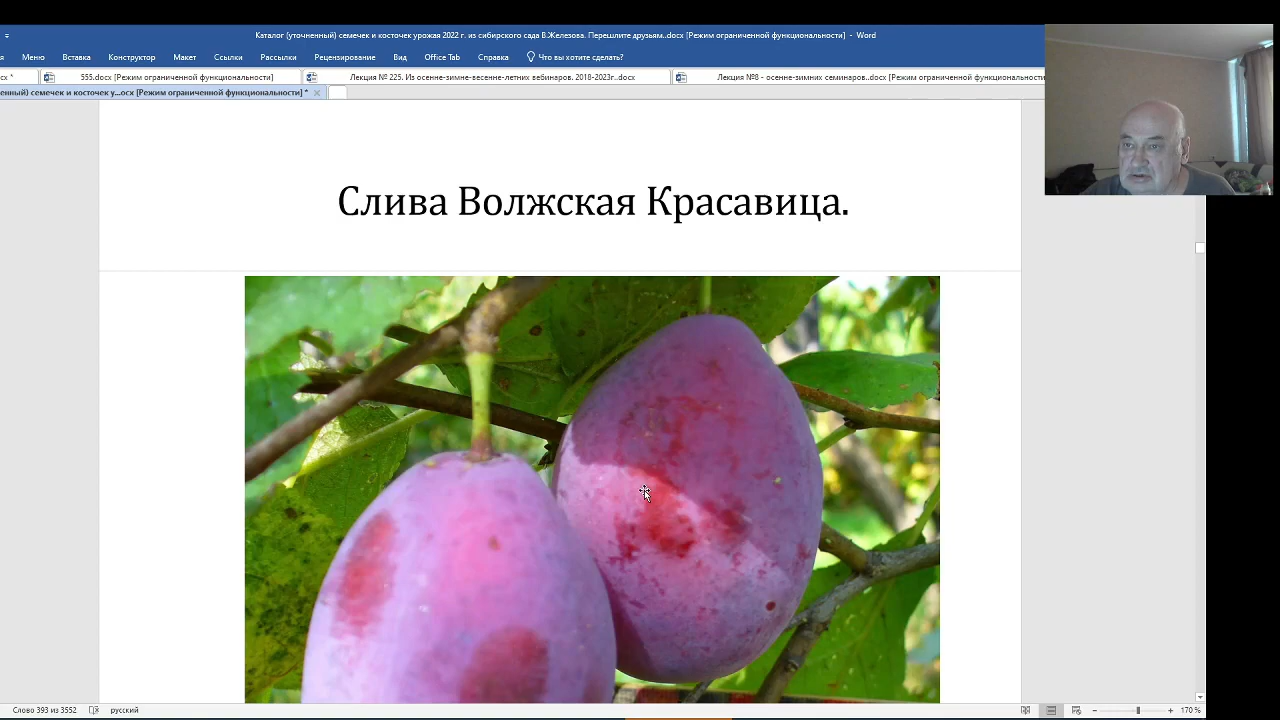 Каталог (уточненный) семечек и косточек урожая 2022 г. из сибирского сада В.Железова. Перешлите друзьям..docx [Режим ограниченной функциональности] - Word
Меню Вставка Конструктор Макет Ссылки Рассылки Рецензирование Вид Office Tab Справка Что вы хотите сделать?
сх * 555.docx [Режим ограниченной функциональности] Лекция № 225. Из осенне-зимне-весенне-летних вебинаров. 2018-2023г..docx Лекция №8 - осенне-зимних семинаров..docx [Режим ограниченной функциональности
енный) семечек и косточек у...ocx [Режим ограниченной функциональности] *
Слива Волжская Красавица.
Слово 393 из 3552 русский 170 %